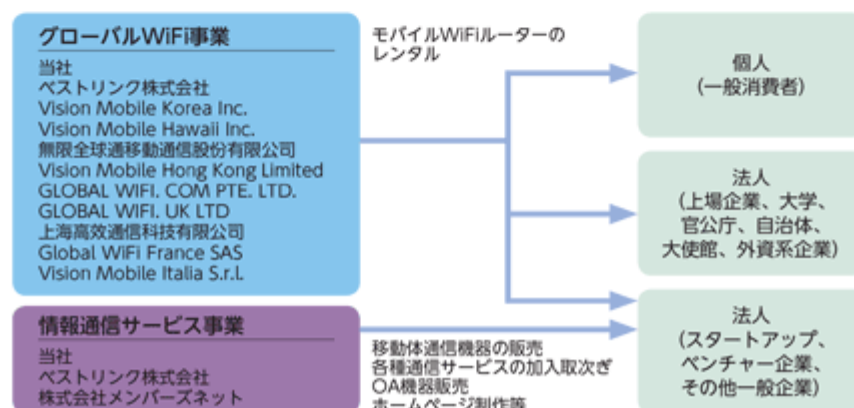 グローバルWiFi事業
当社
ベストリンク株式会社
Vision Mobile Korea Inc.
Vision Mobile Hawaii Inc.
無限全球通移動通信股份有限公司
Vision Mobile Hong Kong Limited
GLOBAL WIFI. COM PTE. LTD.
GLOBAL WIFI. UK LTD
上海高效通信科技有限公司
Global WiFi France SAS
Vision Mobile Italia S.r.l.
モバイルWiFiルーターの
レンタル
個人
(一般消費者)
法人
(上場企業、大学、
官公庁、自治体、
大使館、外資系企業)
情報通信サービス事業
当社
ベストリンク株式会社
株式会社メンバーズネット
移動体通信機器の販売
各種通信サービスの加入取次ぎ
OA機器販売
ホームページ制作等
法人
(スタートアップ、
ベンチャー企業、
その他一般企業)